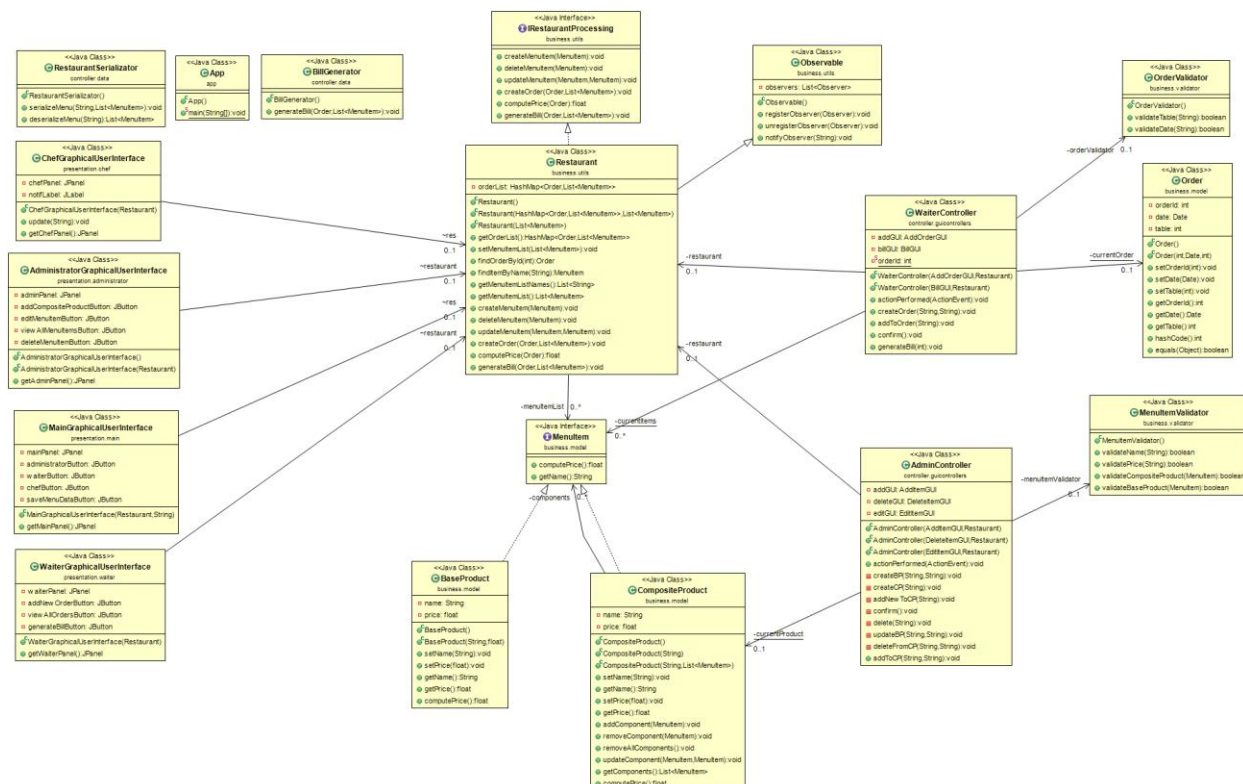 <<Java Class>>
RestaurantSerializator
controller.data
RestaurantSerializator()
serializeMenu(String,List<MenuItem>):void
deserializeMenu(String):List<MenuItem>
<<Java Class>>
App
app
App()
main(String[]):void
<<Java Class>>
BillGenerator
controller.data
BillGenerator()
generateBill(Order,List<MenuItem>):void
<<Java Interface>>
IRestaurantProcessing
business.utils
createMenuItem(MenuItem):void
deleteMenuItem(MenuItem):void
updateMenuItem(MenuItem,MenuItem):void
createOrder(Order,List<MenuItem>):void
computePrice(Order):float
generateBill(Order,List<MenuItem>):void
<<Java Class>>
Observable
business.utils
observers: List<Observer>
Observable()
registerObserver(Observer):void
unregisterObserver(Observer):void
notifyObserver(String):void
<<Java Class>>
OrderValidator
business.validator
OrderValidator()
validateTable(String):boolean
validateDate(String):boolean
-orderValidator
0..1
<<Java Class>>
ChefGraphicalUserInterface
presentation.chef
chefPanel: JPanel
notifLabel: JLabel
ChefGraphicalUserInterface(Restaurant)
update(String):void
getChefPanel():JPanel
~res
0..1
<<Java Class>>
Restaurant
business.utils
orderList: HashMap<Order,List<MenuItem>>
Restaurant()
Restaurant(HashMap<Order,List<MenuItem>>,List<MenuItem>)
Restaurant(List<MenuItem>)
getOrderList():HashMap<Order,List<MenuItem>>
setMenuItemList(List<MenuItem>):void
findOrderById(int):Order
findItemByName(String):MenuItem
getMenuItemListNames():List<String>
getMenuItemList():List<MenuItem>
createMenuItem(MenuItem):void
deleteMenuItem(MenuItem):void
updateMenuItem(MenuItem,MenuItem):void
createOrder(Order,List<MenuItem>):void
computePrice(Order):float
generateBill(Order,List<MenuItem>):void
<<Java Class>>
WaiterController
controller.guicontrollers
addGUI: AddOrderGUI
billGUI: BillGUI
orderId: int
WaiterController(AddOrderGUI,Restaurant)
WaiterController(BillGUI,Restaurant)
actionPerformed(ActionEvent):void
createOrder(String,String):void
addToOrder(String):void
confirm():void
generateBill(int):void
-restaurant
0..1
-currentOrder
0..1
<<Java Class>>
Order
business.model
orderId: int
date: Date
table: int
Order()
Order(int,Date,int)
setOrderId(int):void
setDate(Date):void
setTable(int):void
getOrderId():int
getDate():Date
getTable():int
hashCode():int
equals(Object):boolean
<<Java Class>>
AdministratorGraphicalUserInterface
presentation.administrator
adminPanel: JPanel
addCompositeProductButton: JButton
editMenuItemButton: JButton
viewAllMenuItemsButton: JButton
deleteMenuItemButton: JButton
AdministratorGraphicalUserInterface()
AdministratorGraphicalUserInterface(Restaurant)
getAdminPanel():JPanel
~restaurant
0..1
~res
0..1
~restaurant
0..1
-restaurant
0..1
<<Java Class>>
MainGraphicalUserInterface
presentation.main
mainPanel: JPanel
administratorButton: JButton
waiterButton: JButton
chefButton: JButton
saveMenuDataButton: JButton
MainGraphicalUserInterface(Restaurant,String)
getMainPanel():JPanel
-menuItemList
0..*
-currentItems
0..*
<<Java Interface>>
MenuItem
business.model
computePrice():float
getName():String
-components
<<Java Class>>
MenuItemValidator
business.validator
MenuItemValidator()
validateName(String):boolean
validatePrice(String):boolean
validateCompositeProduct(MenuItem):boolean
validateBaseProduct(MenuItem):boolean
-menuItemValidator
0..1
<<Java Class>>
AdminController
controller.guicontrollers
addGUI: AddItemGUI
deleteGUI: DeleteItemGUI
editGUI: EditItemGUI
AdminController(AddItemGUI,Restaurant)
AdminController(DeleteItemGUI,Restaurant)
AdminController(EditItemGUI,Restaurant)
actionPerformed(ActionEvent):void
createBP(String,String):void
createCP(String):void
addNewToCP(String):void
confirm():void
delete(String):void
updateBP(String,String):void
deleteFromCP(String,String):void
addToCP(String,String):void
<<Java Class>>
WaiterGraphicalUserInterface
presentation.waiter
waiterPanel: JPanel
addNewOrderButton: JButton
viewAllOrdersButton: JButton
generateBillButton: JButton
WaiterGraphicalUserInterface(Restaurant)
getWaiterPanel():JPanel
<<Java Class>>
BaseProduct
business.model
name: String
price: float
BaseProduct()
BaseProduct(String,float)
setName(String):void
setPrice(float):void
getName():String
getPrice():float
computePrice():float
<<Java Class>>
CompositeProduct
business.model
name: String
price: float
CompositeProduct()
CompositeProduct(String)
CompositeProduct(String,List<MenuItem>)
setName(String):void
getName():String
setPrice(float):void
getPrice():float
addComponent(MenuItem):void
removeComponent(MenuItem):void
removeAllComponents():void
updateComponent(MenuItem,MenuItem):void
getComponents():List<MenuItem>
computePrice():float
-currentProduct
0..1